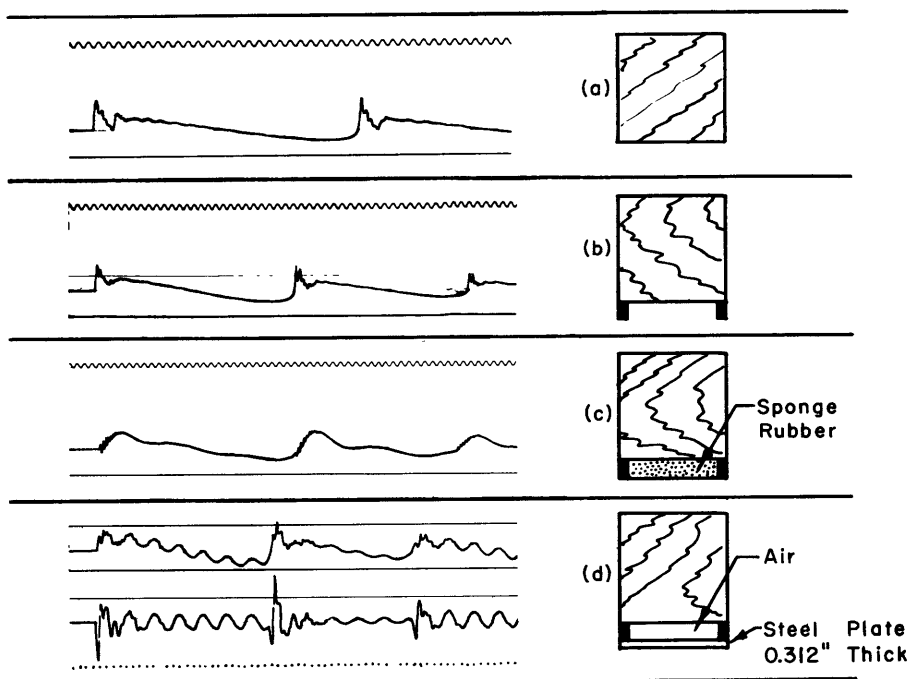 (a)
(b)
(c)
Sponge
Rubber
(d)
Air
Steel Plate
0.312" Thick